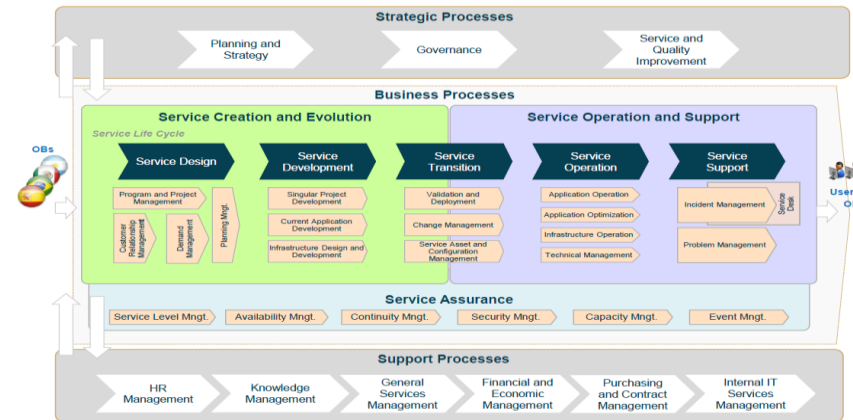 Strategic Processes
Planning and
Strategy
Governance
Service and
Quality
Improvement
Business Processes
Service Creation and Evolution
Service Operation and Support
Service Life Cycle
OBs
Service Design
Service
Development
Service
Transition
Service
Operation
Service
Support
User
Program and Project
Management
Customer
Relationship
Management
Demand
Management
Planning Mngt.
Singular Project
Development
Current Application
Development
Infrastructure Design and
Development
Validation and
Deployment
Change Management
Service Asset and
Configuration
Management
Application Operation
Application Optimization
Infrastructure Operation
Technical Management
Incident Management
Service
Desk
Problem Management
Service Assurance
Service Level Mngt.
Availability Mngt.
Continuity Mngt.
Security Mngt.
Capacity Mngt.
Event Mngt.
Support Processes
HR
Management
Knowledge
Management
General
Services
Management
Financial and
Economic
Management
Purchasing
and Contract
Management
Internal IT
Services
Management